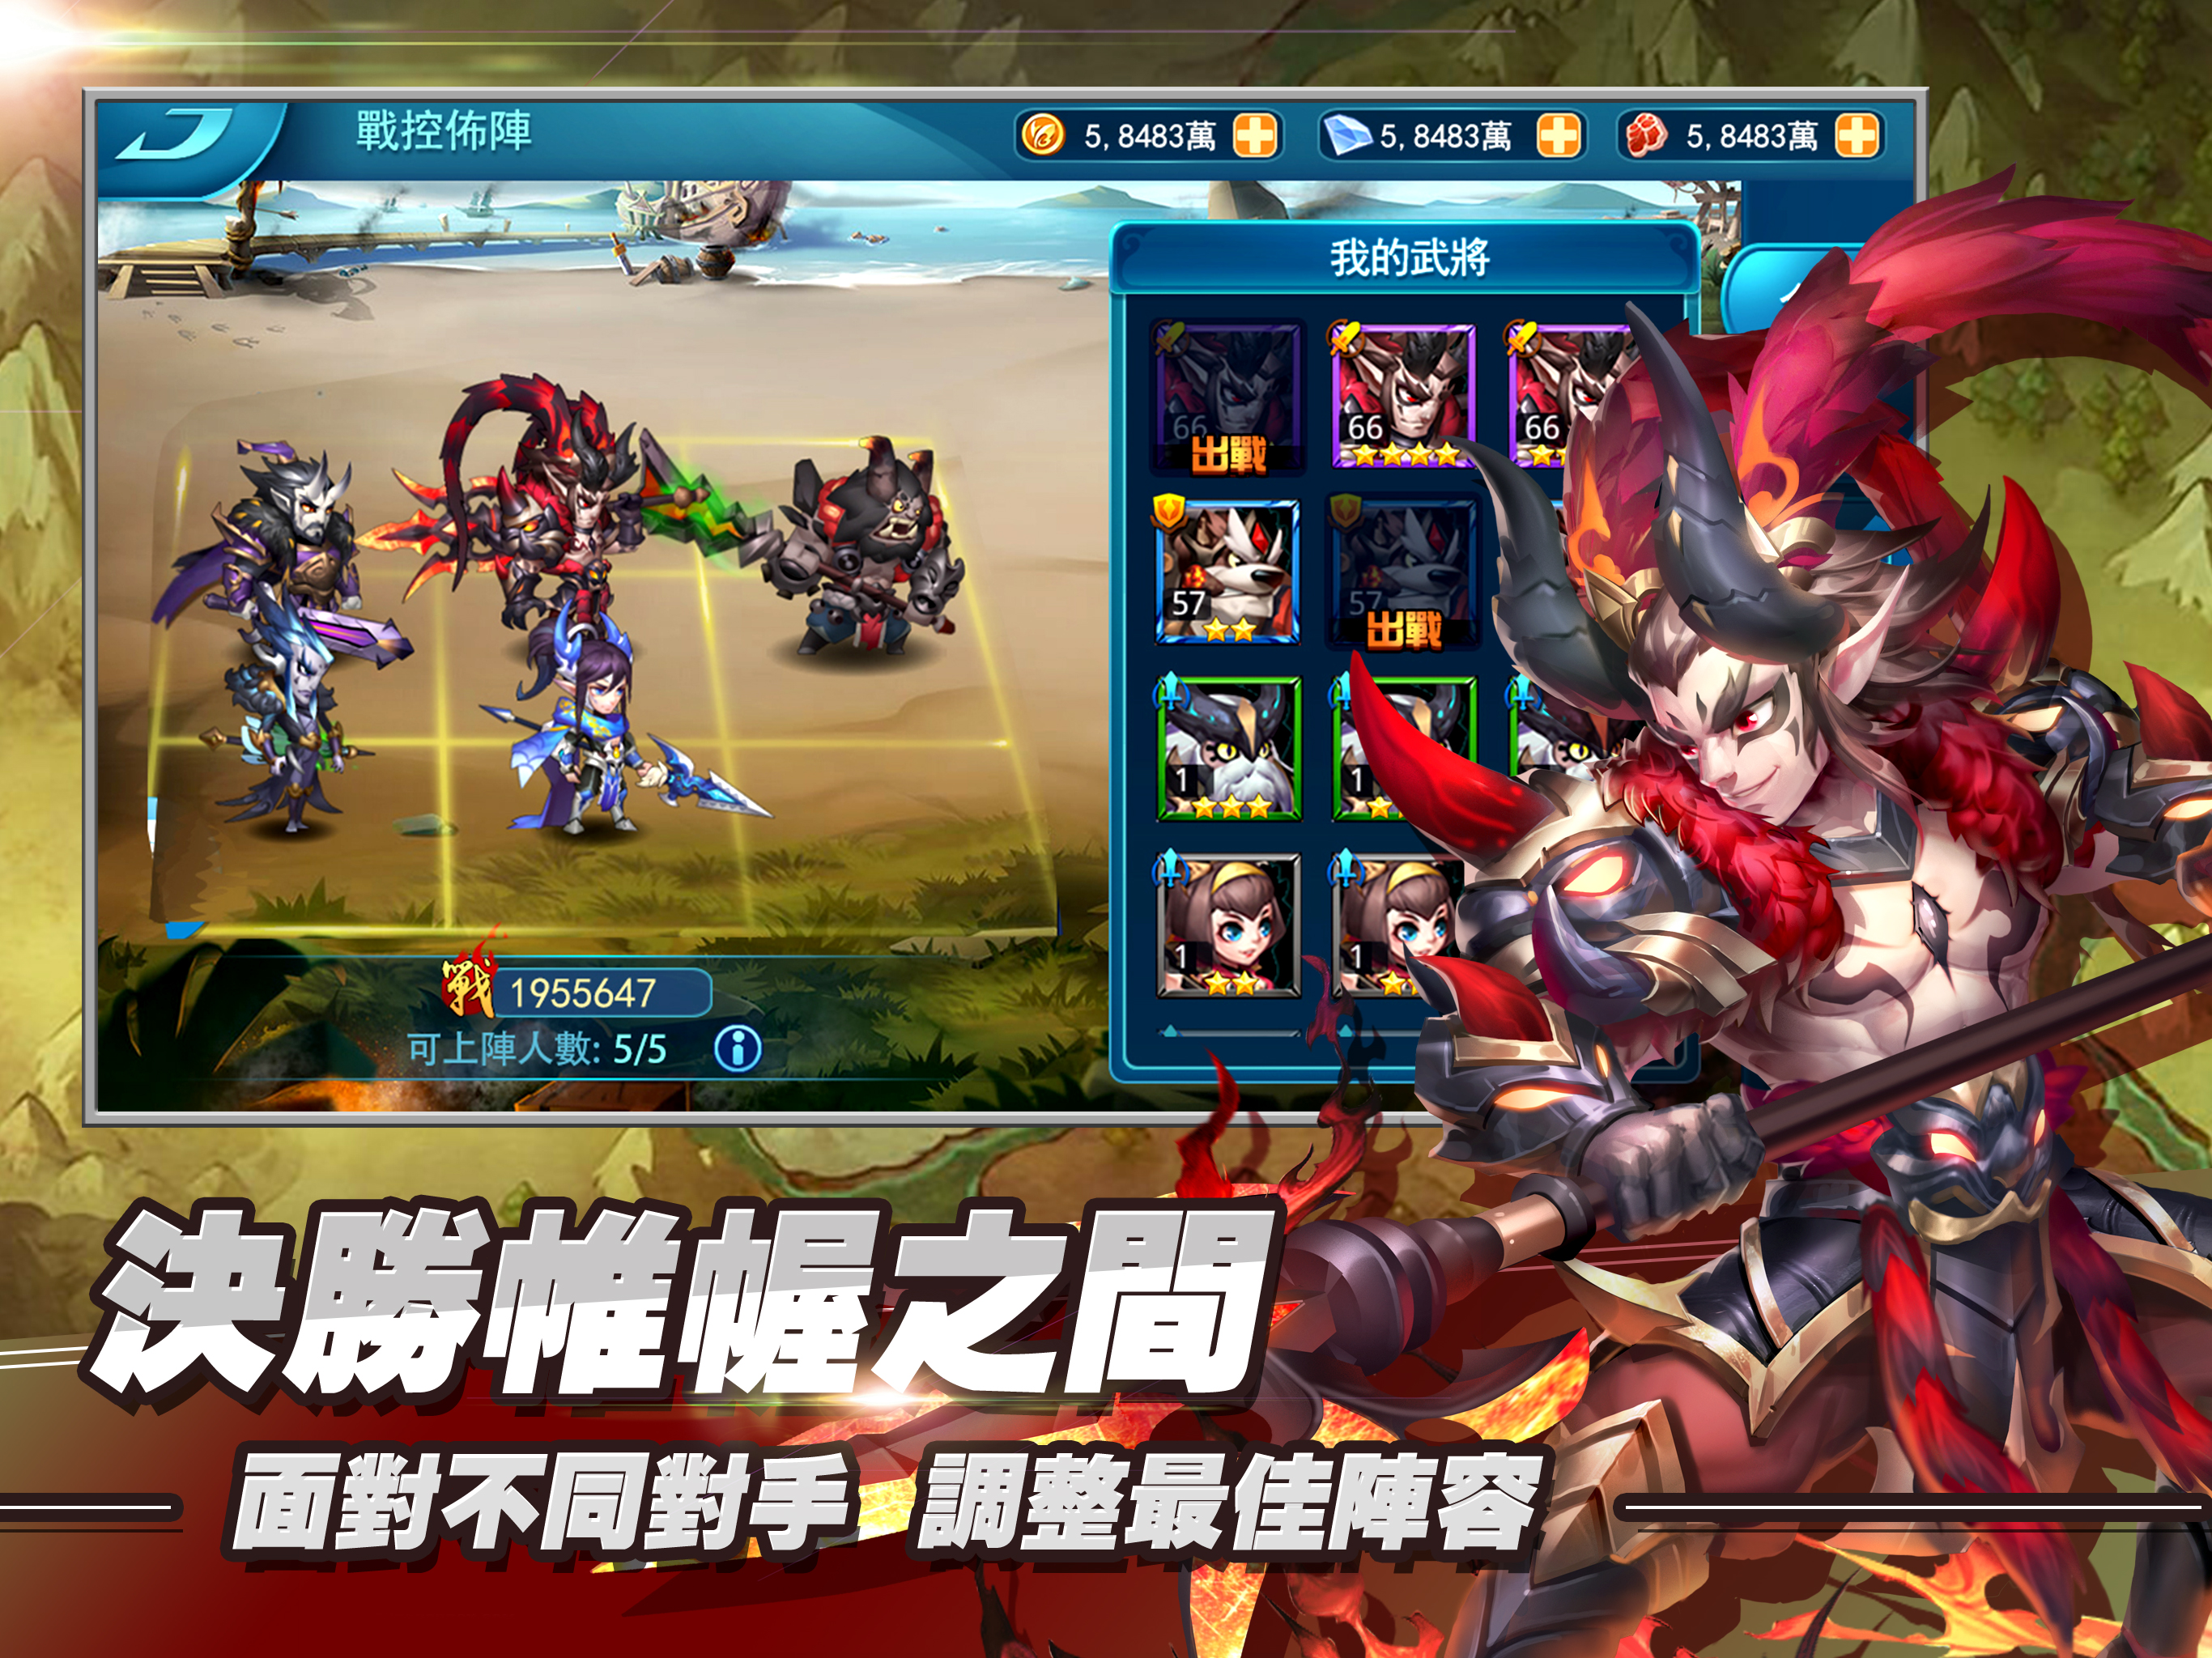 戰控佈陣
5,8483萬
5,8483萬
5,8483萬
我的武將
66
出戰
66
66
57
57
出戰
1
1
1
1
戰 1955647
可上陣人數: 5/5
決勝帷幄之間
面對不同對手 調整最佳陣容